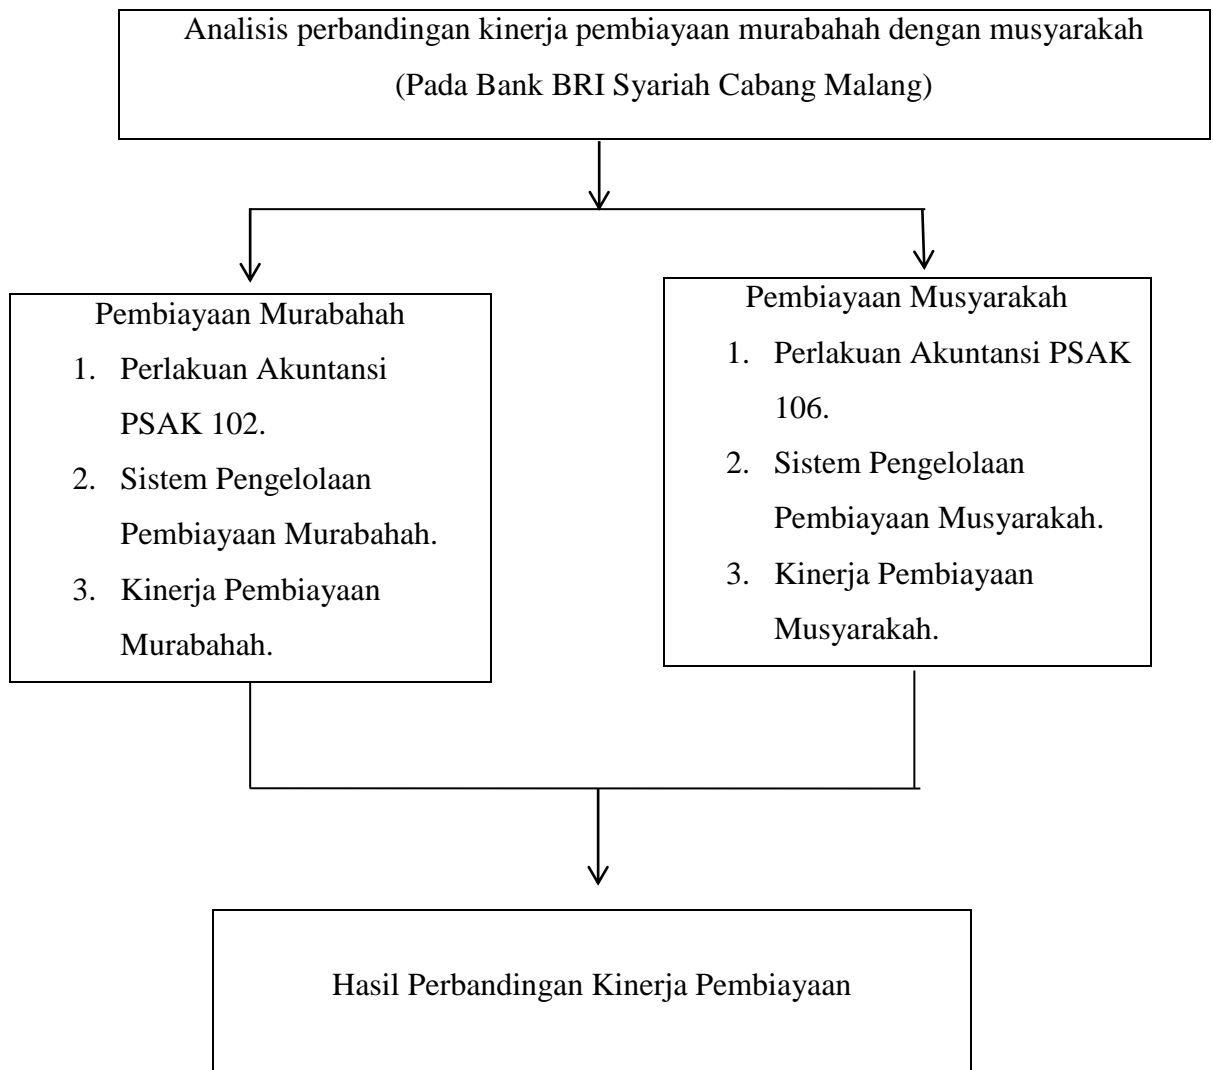 Analisis perbandingan kinerja pembiayaan murabahah dengan musyarakah
(Pada Bank BRI Syariah Cabang Malang)
Pembiayaan Murabahah
1. Perlakuan Akuntansi
PSAK 102.
2. Sistem Pengelolaan
Pembiayaan Murabahah.
3. Kinerja Pembiayaan
Murabahah.
Pembiayaan Musyarakah
1. Perlakuan Akuntansi PSAK
106.
2. Sistem Pengelolaan
Pembiayaan Musyarakah.
3. Kinerja Pembiayaan
Musyarakah.
Hasil Perbandingan Kinerja Pembiayaan